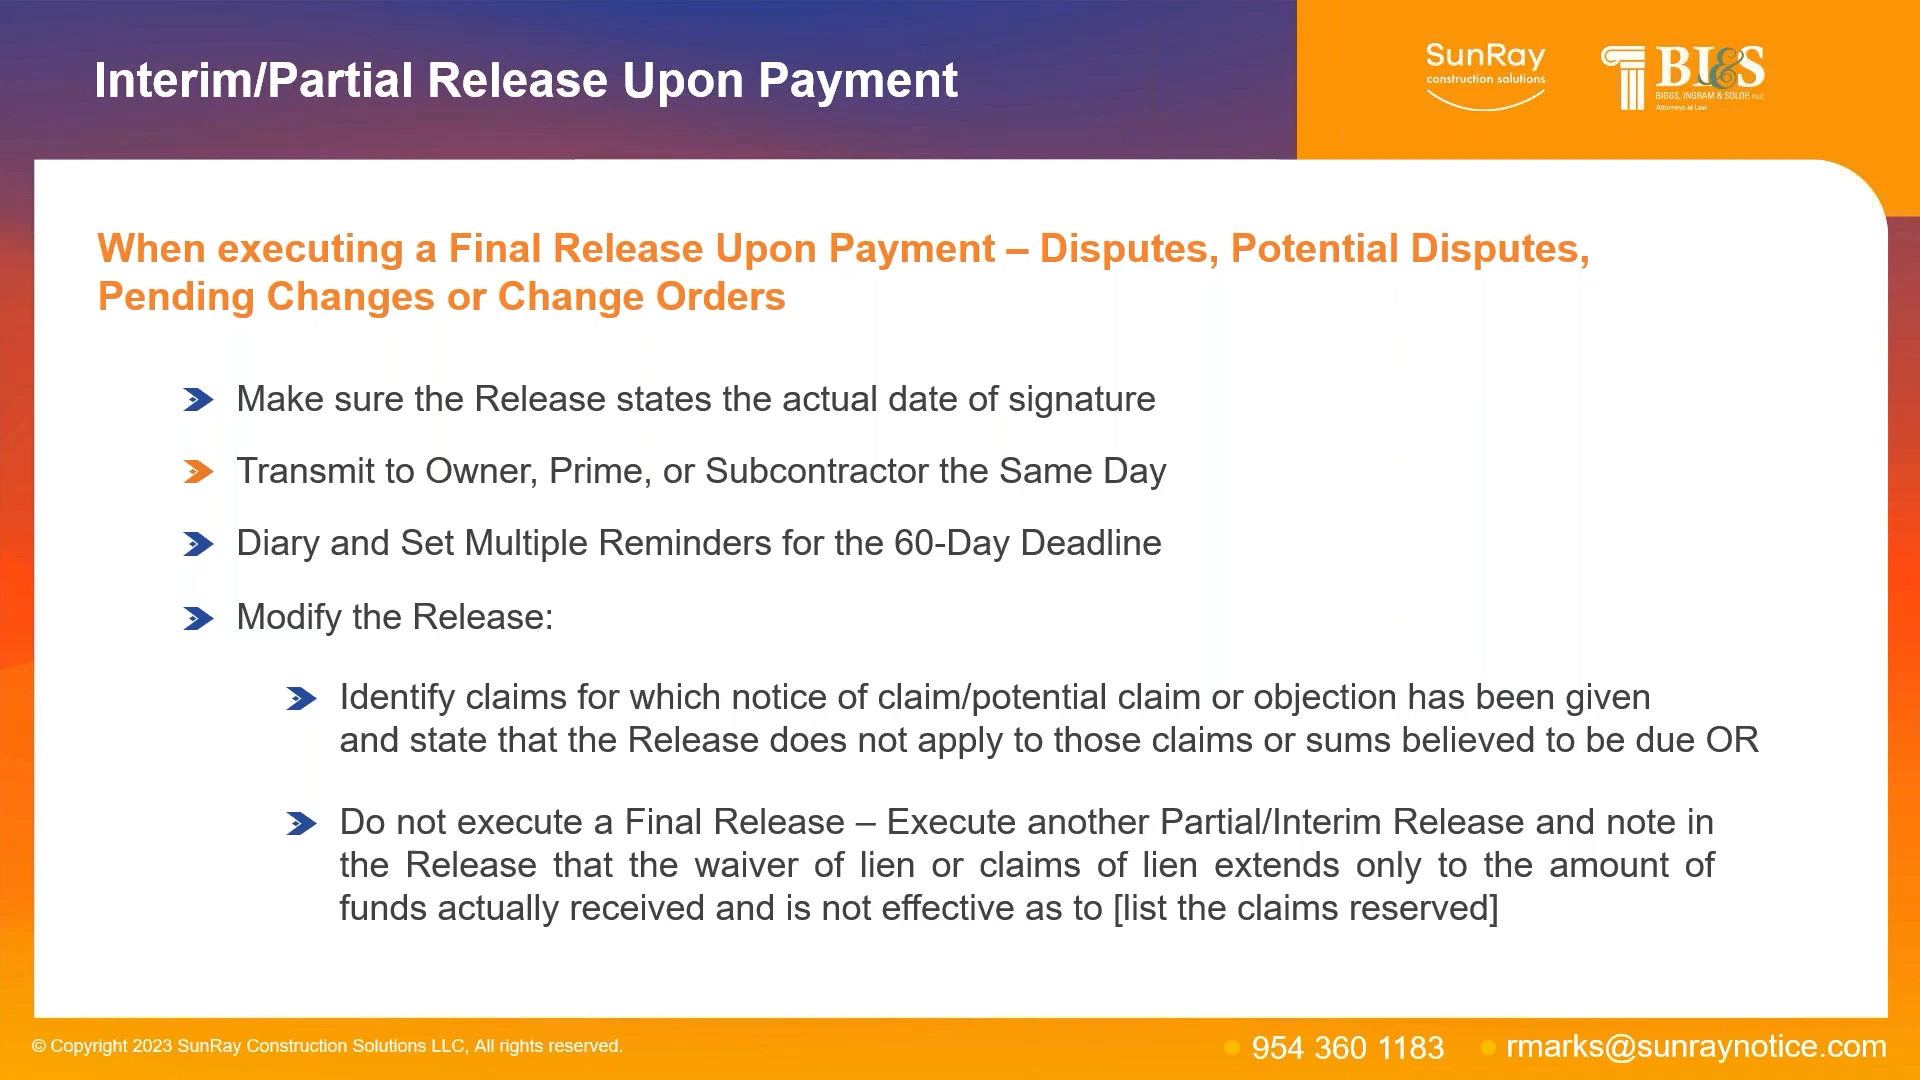 Interim/Partial Release Upon Payment
SunRay
construction solutions
BI&S
BIGGS, INGRAM & SOLOP, PLLC
Attorneys at Law
When executing a Final Release Upon Payment – Disputes, Potential Disputes,
Pending Changes or Change Orders
Make sure the Release states the actual date of signature
Transmit to Owner, Prime, or Subcontractor the Same Day
Diary and Set Multiple Reminders for the 60-Day Deadline
Modify the Release:
Identify claims for which notice of claim/potential claim or objection has been given
and state that the Release does not apply to those claims or sums believed to be due OR
Do not execute a Final Release – Execute another Partial/Interim Release and note in
the Release that the waiver of lien or claims of lien extends only to the amount of
funds actually received and is not effective as to [list the claims reserved]
© Copyright 2023 SunRay Construction Solutions LLC, All rights reserved.
954 360 1183
rmarks@sunraynotice.com